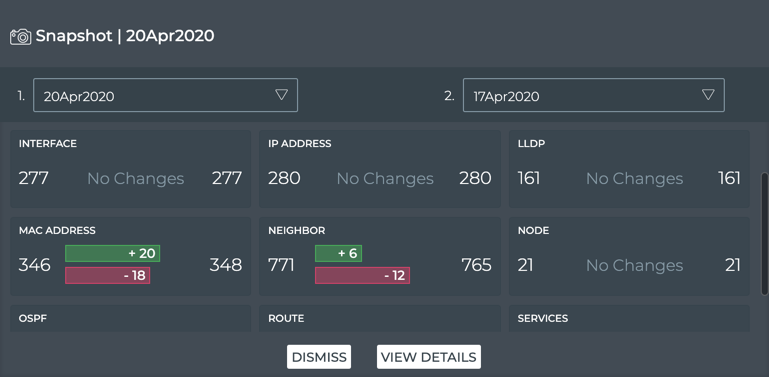 Snapshot | 20Apr2020
1. 20Apr2020 2. 17Apr2020
INTERFACE IP ADDRESS LLDP
277 No Changes 277 280 No Changes 280 161 No Changes 161
MAC ADDRESS NEIGHBOR NODE
346 + 20 - 18 348 771 + 6 - 12 765 21 No Changes 21
OSPF ROUTE SERVICES
DISMISS VIEW DETAILS